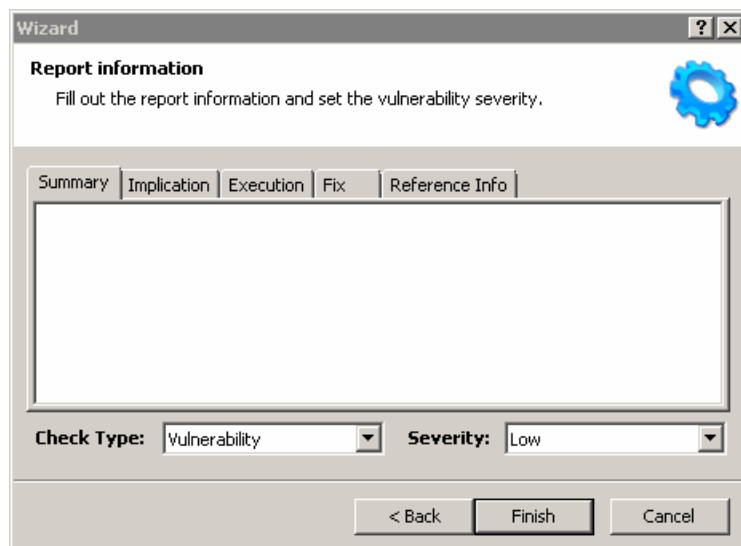 Wizard
Report information
Fill out the report information and set the vulnerability severity.
Summary Implication Execution Fix Reference Info
Check Type: Vulnerability Severity: Low
< Back Finish Cancel